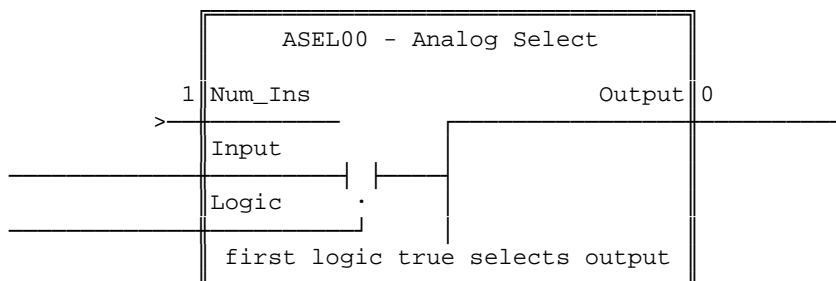 ASEL00 - Analog Select
1 Num_Ins Output 0
>
Input
Logic
first logic true selects output